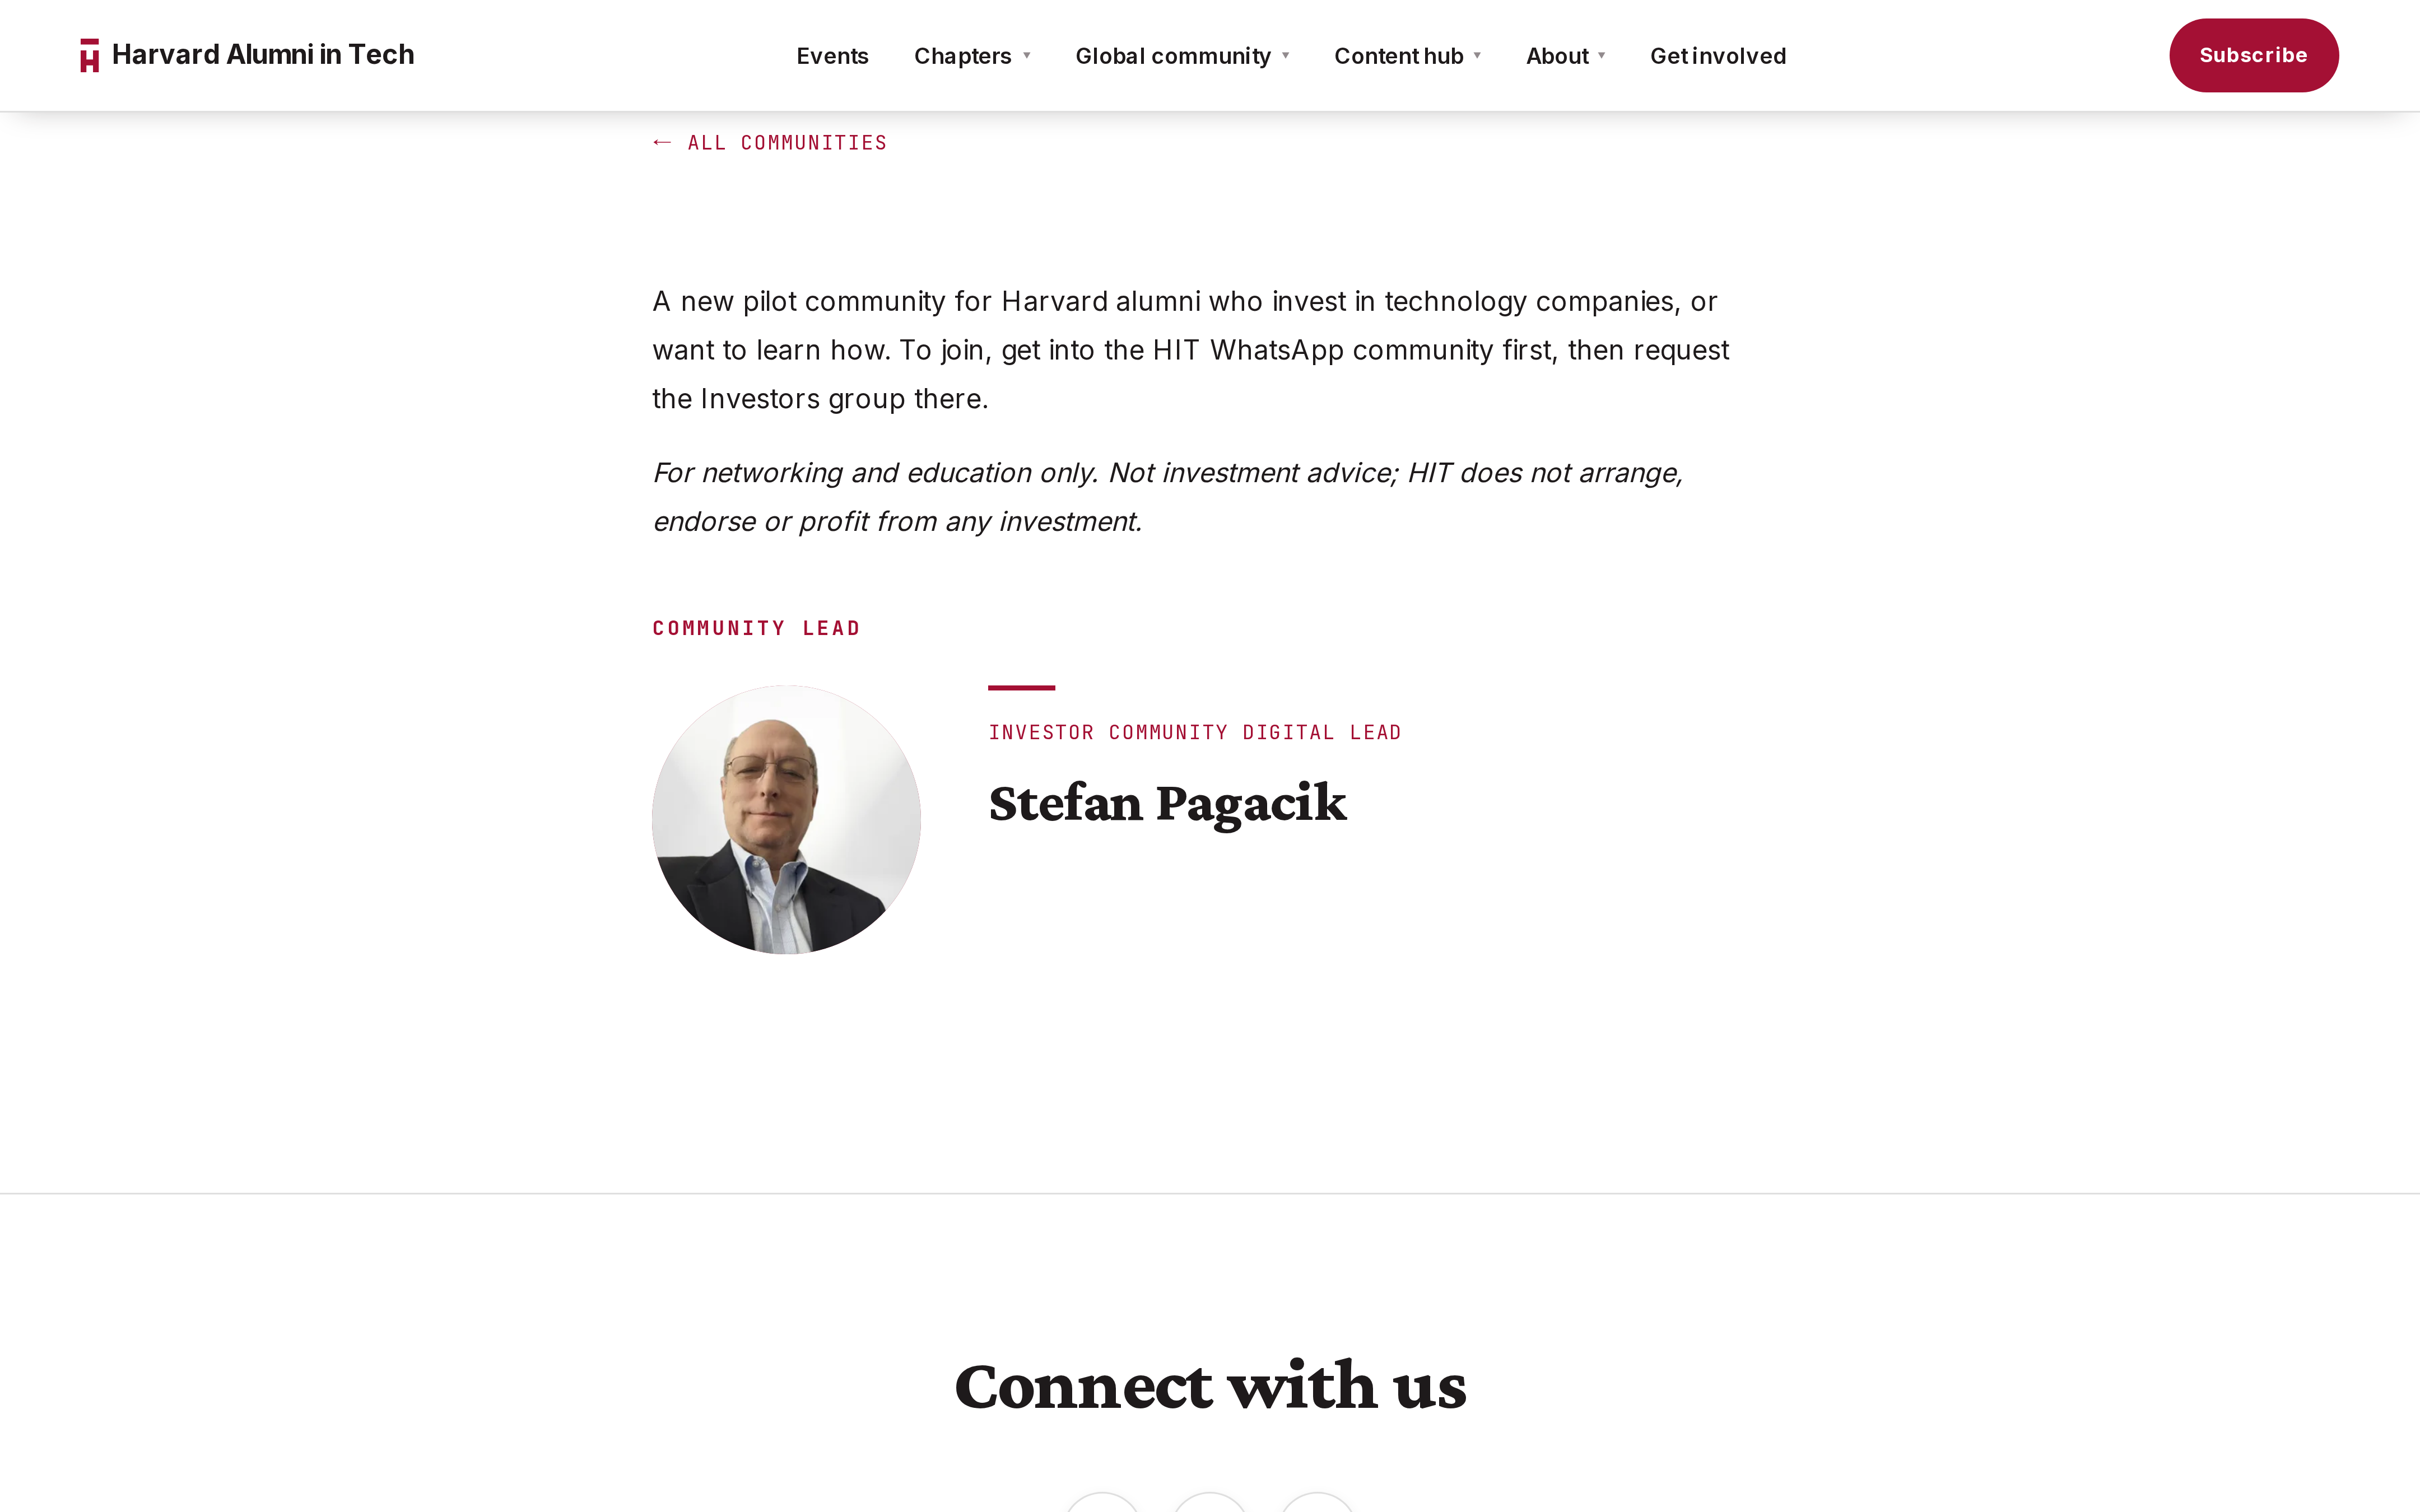 Harvard Alumni in Tech
Events
Chapters
Global community
Content hub
About
Get involved
Subscribe
← ALL COMMUNITIES
A new pilot community for Harvard alumni who invest in technology companies, or
want to learn how. To join, get into the HIT WhatsApp community first, then request
the Investors group there.
For networking and education only. Not investment advice; HIT does not arrange,
endorse or profit from any investment.
COMMUNITY LEAD
INVESTOR COMMUNITY DIGITAL LEAD
Stefan Pagacik
Connect with us